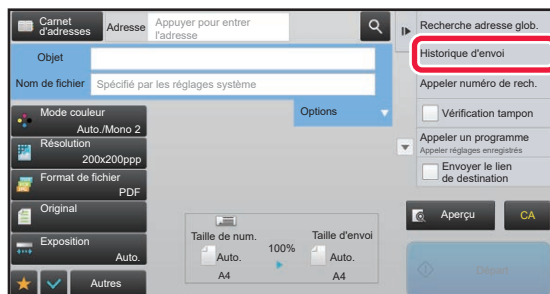 Carnet
d'adresses
Adresse
Appuyer pour entrer
l'adresse
Objet
Nom de fichier
Spécifié par les réglages système
Options
Mode couleur
Auto./Mono 2
Résolution
200x200ppp
Format de fichier
PDF
Original
Exposition
Auto.
Autres
Taille de num.
Auto.
A4
100%
Taille d'envoi
Auto.
A4
Recherche adresse glob.
Historique d'envoi
Appeler numéro de rech.
Vérification tampon
Appeler un programme
Appeler réglages enregistrés
Envoyer le lien
de destination
Aperçu
CA
Départ